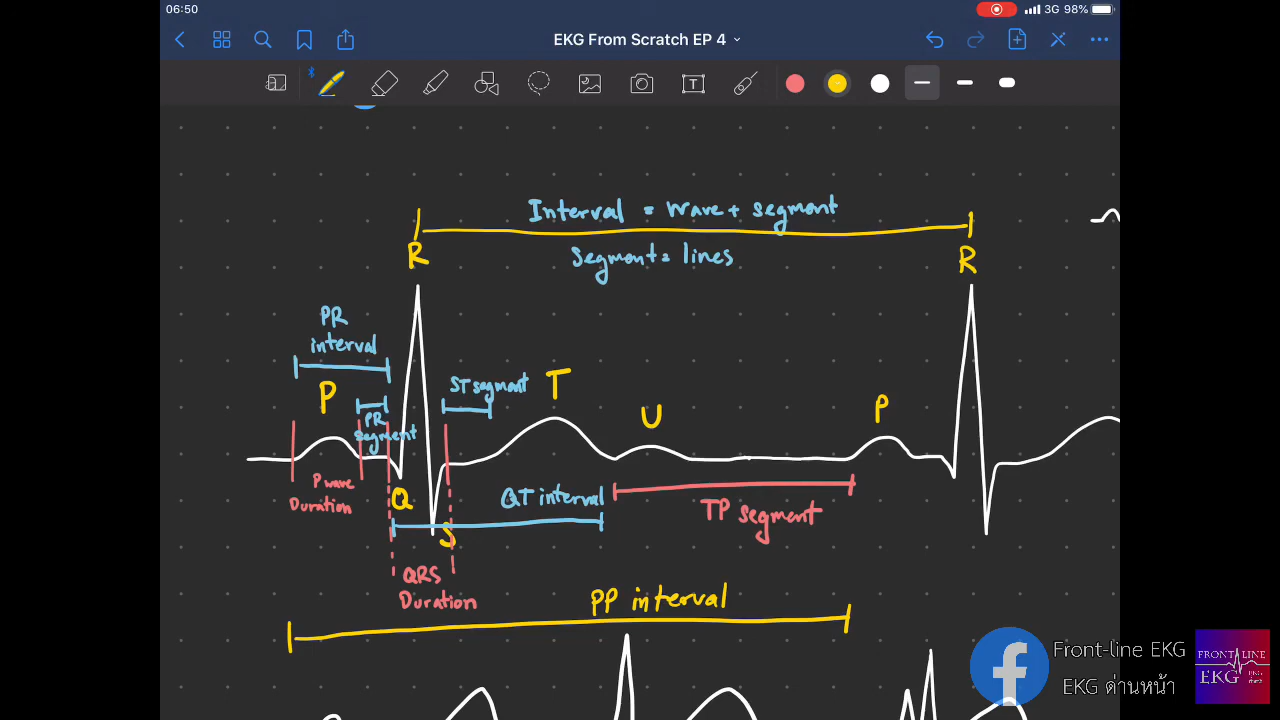 06:50
3G 98%
EKG From Scratch EP 4
T
Interval = Wave + segment
Segment = lines
R
R
PR
interval
P
PR
segment
ST segment
T
U
P
P wave
Duration
Q
S
QT interval
TP segment
QRS
Duration
PP interval
Front-line EKG
EKG ด่านหน้า
FRONT LINE
EKG